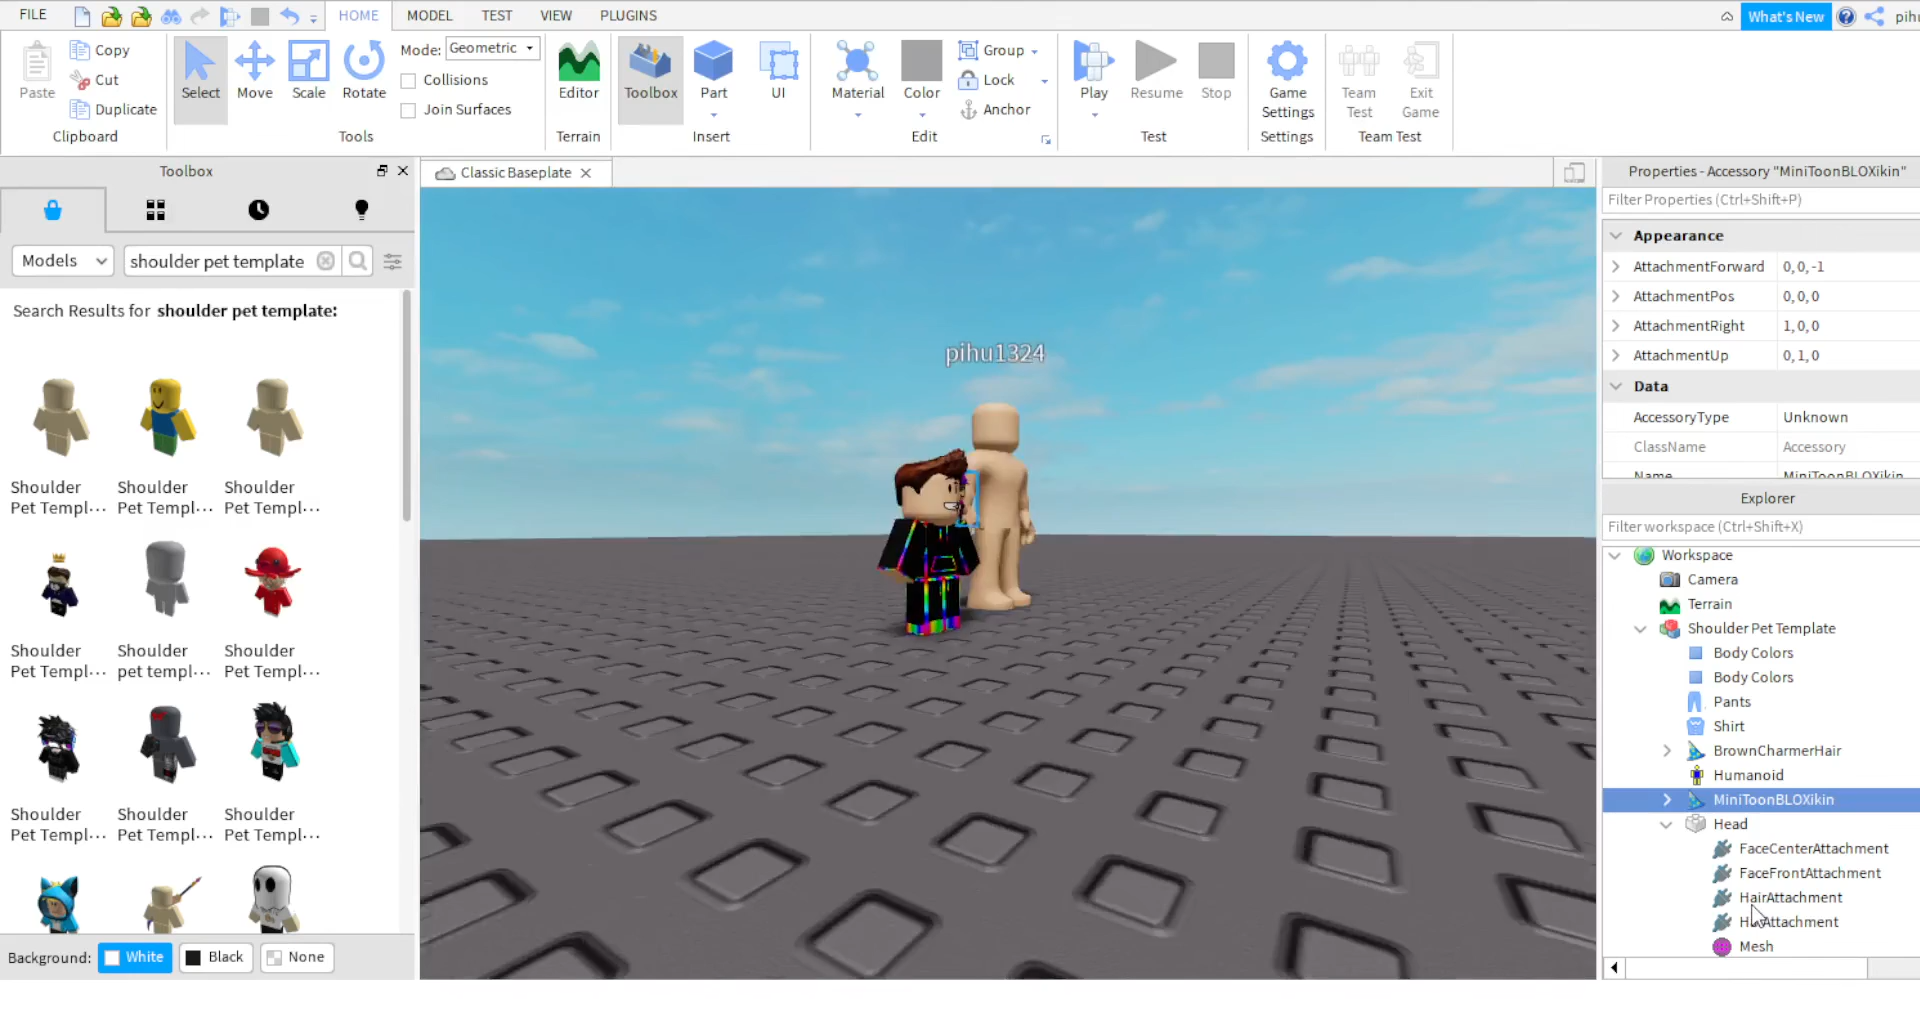 FILE
HOME
MODEL
TEST
VIEW
PLUGINS
What's New
Paste
Copy
Cut
Duplicate
Clipboard
Select
Move
Scale
Rotate
Mode: Geometric
Collisions
Join Surfaces
Tools
Editor
Terrain
Toolbox
Part
UI
Insert
Material
Color
Group
Lock
Anchor
Edit
Play
Resume
Stop
Test
Game
Settings
Settings
Team
Test
Exit
Game
Team Test
Toolbox
Models
shoulder pet template
Search Results for shoulder pet template:
Shoulder
Pet Templ...
Shoulder
Pet Templ...
Shoulder
Pet Templ...
Shoulder
Pet Templ...
Shoulder
pet templ...
Shoulder
Pet Templ...
Shoulder
Pet Templ...
Shoulder
Pet Templ...
Shoulder
Pet Templ...
Background: White Black None
Classic Baseplate
pihu1324
Properties - Accessory "MiniToonBLOXikin"
Filter Properties (Ctrl+Shift+P)
Appearance
AttachmentForward 0, 0, -1
AttachmentPos 0, 0, 0
AttachmentRight 1, 0, 0
AttachmentUp 0, 1, 0
Data
AccessoryType Unknown
ClassName Accessory
Name MiniToonBLOXikin
Explorer
Filter workspace (Ctrl+Shift+X)
Workspace
Camera
Terrain
Shoulder Pet Template
Body Colors
Body Colors
Pants
Shirt
BrownCharmerHair
Humanoid
MiniToonBLOXikin
Head
FaceCenterAttachment
FaceFrontAttachment
HairAttachment
Mesh